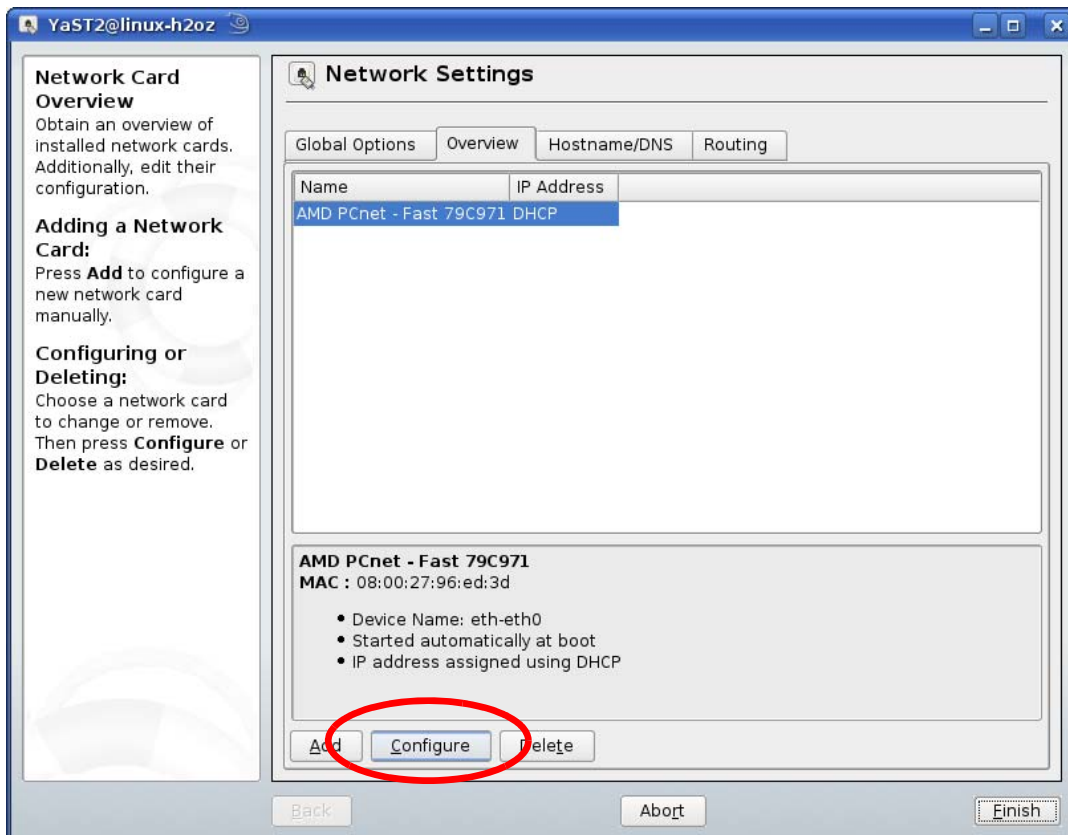 YaST2@linux-h2oz
Network Card
Overview
Obtain an overview of
installed network cards.
Additionally, edit their
configuration.
Adding a Network
Card:
Press Add to configure a
new network card
manually.
Configuring or
Deleting:
Choose a network card
to change or remove.
Then press Configure or
Delete as desired.
Network Settings
Global Options Overview Hostname/DNS Routing
Name IP Address
AMD PCnet - Fast 79C971 DHCP
AMD PCnet - Fast 79C971
MAC : 08:00:27:96:ed:3d
• Device Name: eth-eth0
• Started automatically at boot
• IP address assigned using DHCP
Add Configure Delete
Back Abort Finish